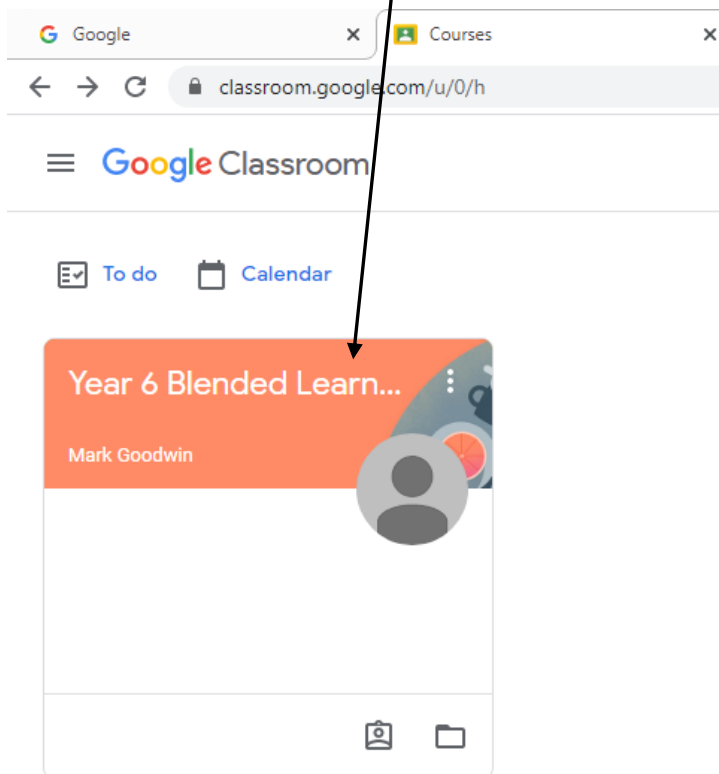 Google
Courses
classroom.google.com/u/0/h
Google Classroom
To do
Calendar
Year 6 Blended Learn...
Mark Goodwin